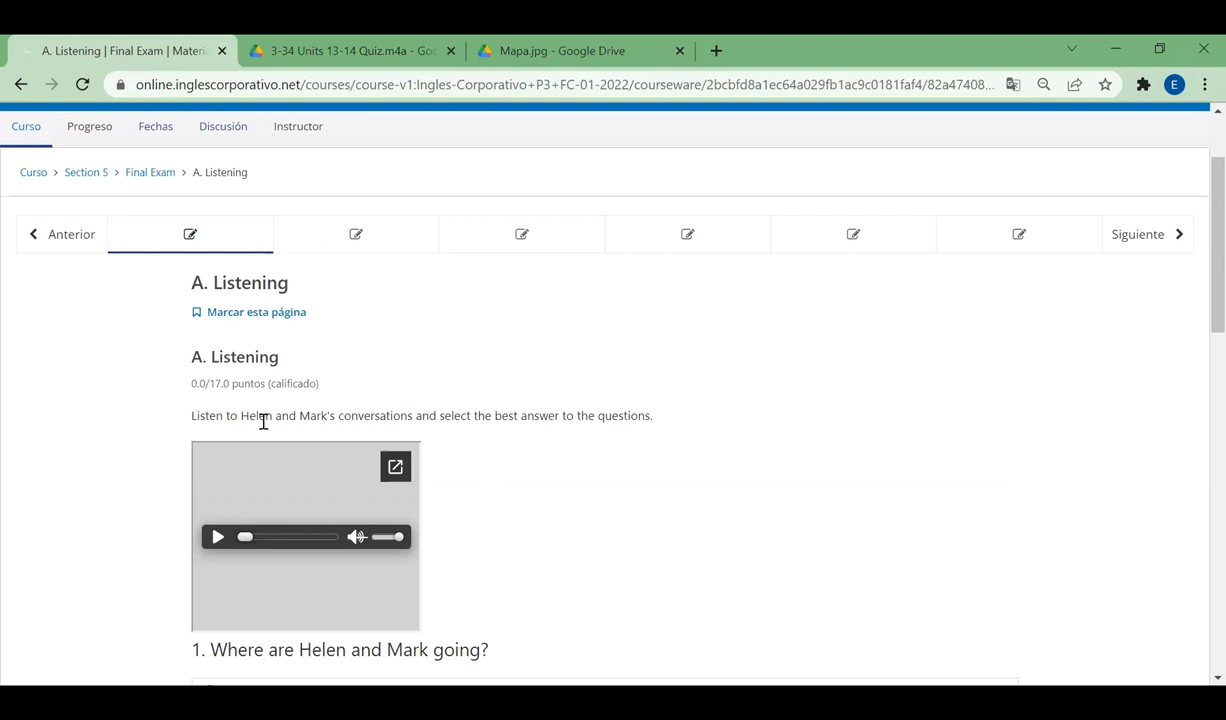 A. Listening | Final Exam | Materi
3-34 Units 13-14 Quiz.m4a - Goo
Mapa.jpg - Google Drive
online.inglescorporativo.net/courses/course-v1:Ingles-Corporativo+P3+FC-01-2022/courseware/2bcbfd8a1ec64a029fb1ac9c0181faf4/82a47408...
E
Curso
Progreso
Fechas
Discusión
Instructor
Curso > Section 5 > Final Exam > A. Listening
Anterior
Siguiente
A. Listening
Marcar esta página
A. Listening
0.0/17.0 puntos (calificado)
Listen to Helen and Mark's conversations and select the best answer to the questions.
1. Where are Helen and Mark going?